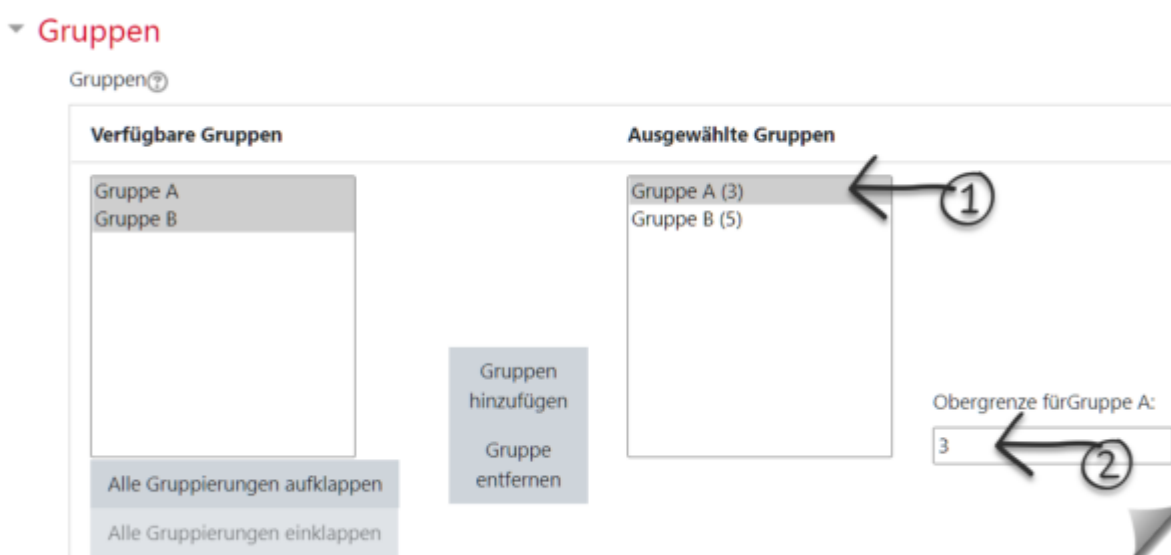 Gruppen
Gruppen?
Verfügbare Gruppen
Gruppe A
Gruppe B
Alle Gruppierungen aufklappen
Alle Gruppierungen einklappen
Gruppen
hinzufügen
Gruppe
entfernen
Ausgewählte Gruppen
Gruppe A (3)
Gruppe B (5)
1
Obergrenze fürGruppe A:
3
2